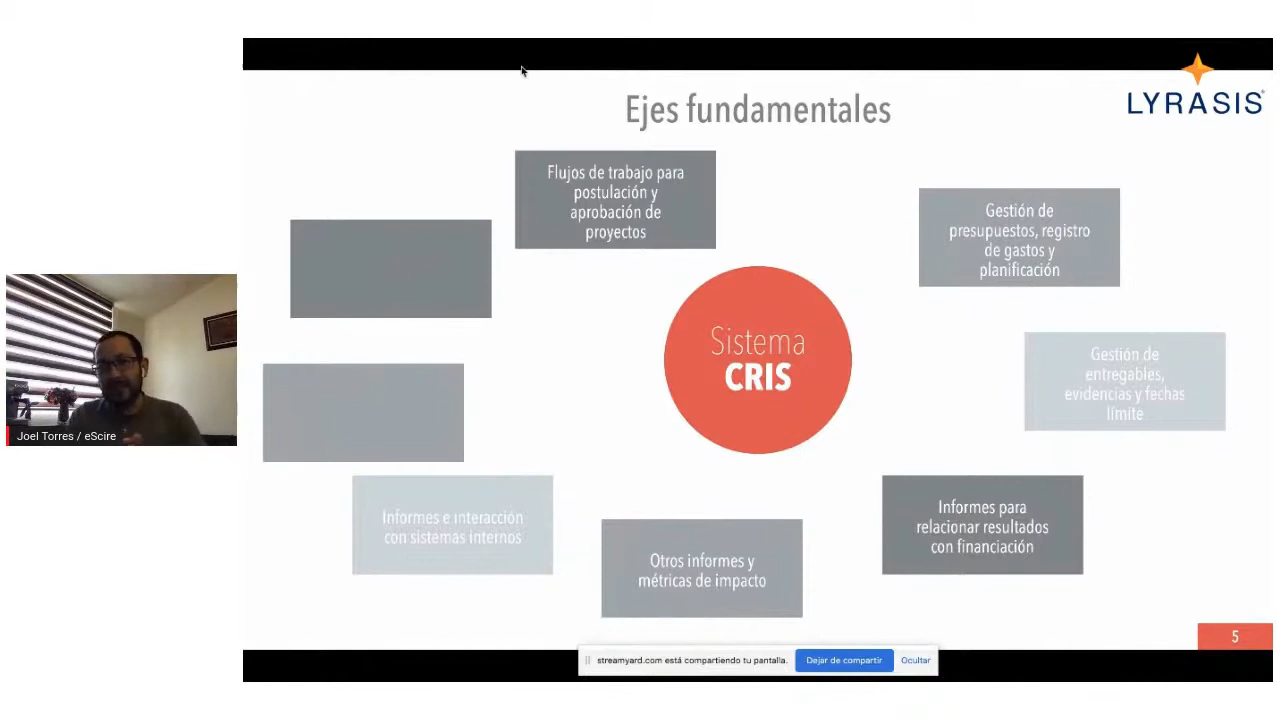 LYRASIS
Ejes fundamentales
Flujos de trabajo para
postulación y
aprobación de
proyectos
Gestión de
presupuestos, registro
de gastos y
planificación
Sistema
CRIS
Gestión de
entregables,
evidencias y fechas
límite
Joel Torres / eScire
Informes e interacción
con sistemas internos
Informes para
relacionar resultados
con financiación
Otros informes y
métricas de impacto
5
streamyard.com está compartiendo tu pantalla.
Dejar de compartir
Ocultar